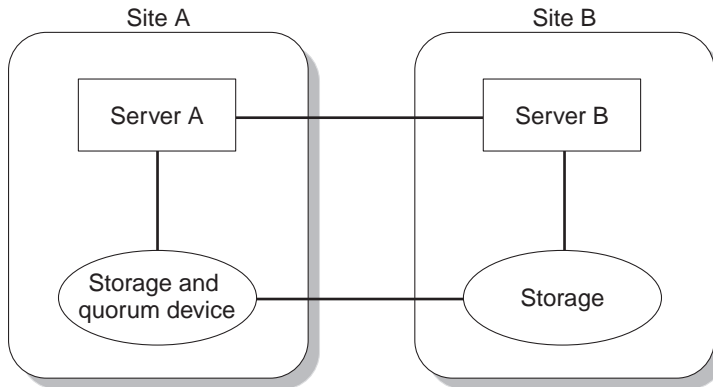 Site A
Site B
Server A
Server B
Storage and
quorum device
Storage